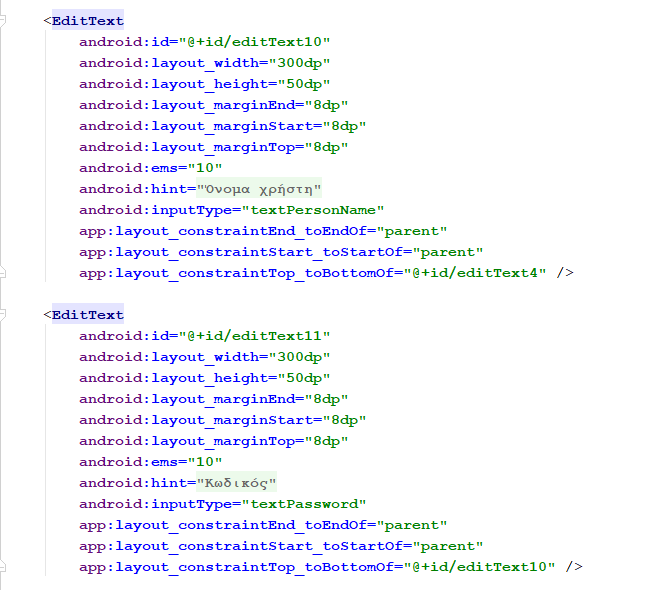 <EditText
android:id="@+id/editText10"
android:layout_width="300dp"
android:layout_height="50dp"
android:layout_marginEnd="8dp"
android:layout_marginStart="8dp"
android:layout_marginTop="8dp"
android:ems="10"
android:hint="Όνομα χρήστη"
android:inputType="textPersonName"
app:layout_constraintEnd_toEndOf="parent"
app:layout_constraintStart_toStartOf="parent"
app:layout_constraintTop_toBottomOf="@+id/editText4" />
<EditText
android:id="@+id/editText11"
android:layout_width="300dp"
android:layout_height="50dp"
android:layout_marginEnd="8dp"
android:layout_marginStart="8dp"
android:layout_marginTop="8dp"
android:ems="10"
android:hint="Κωδικός"
android:inputType="textPassword"
app:layout_constraintEnd_toEndOf="parent"
app:layout_constraintStart_toStartOf="parent"
app:layout_constraintTop_toBottomOf="@+id/editText10" />